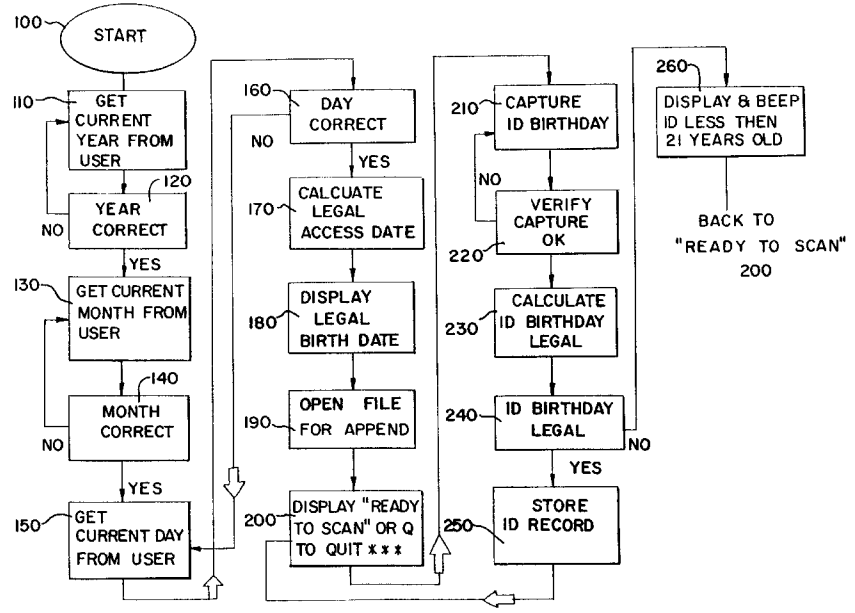 100
START
110
GET
CURRENT
YEAR FROM
USER
120
YEAR
CORRECT
NO
YES
130
GET CURRENT
MONTH FROM
USER
140
MONTH
CORRECT
NO
YES
150
GET
CURRENT DAY
FROM USER
160
DAY
CORRECT
NO
YES
170
CALCUATE
LEGAL
ACCESS DATE
180
DISPLAY
LEGAL
BIRTH DATE
190
OPEN FILE
FOR APPEND
200
DISPLAY "READY
TO SCAN" OR Q
TO QUIT ***
210
CAPTURE
ID BIRTHDAY
NO
220
VERIFY
CAPTURE
OK
230
CALCULATE
ID BIRTHDAY
LEGAL
240
ID BIRTHDAY
LEGAL
NO
YES
250
STORE
ID RECORD
260
DISPLAY & BEEP
ID LESS THEN
21 YEARS OLD
BACK TO
"READY TO SCAN"
200